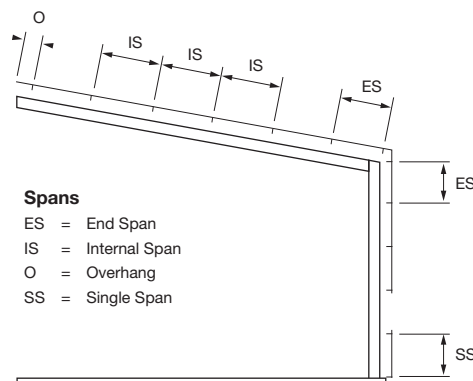 O
IS
IS
IS
ES
ES
Spans
ES = End Span
IS = Internal Span
O = Overhang
SS = Single Span
SS